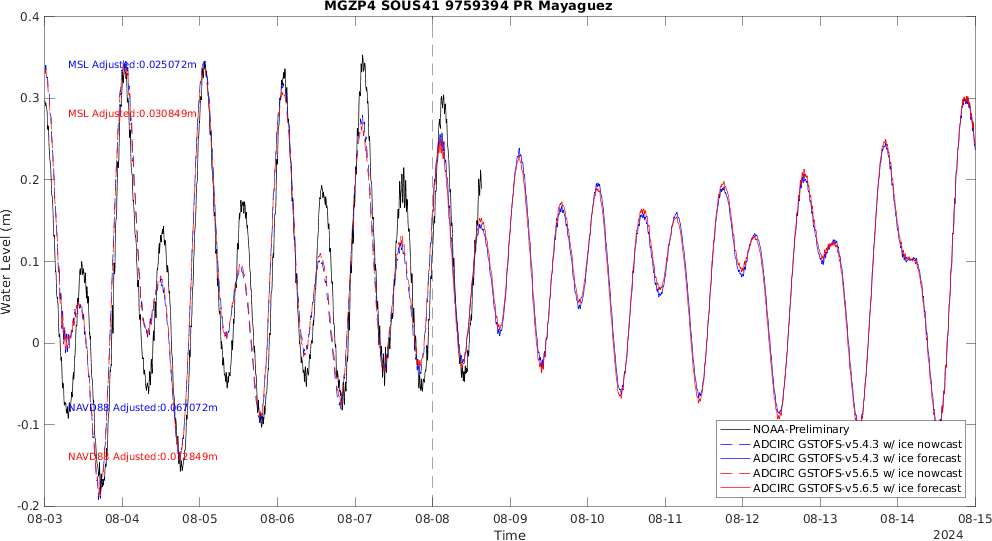 MGZP4 SOUS41 9759394 PR Mayaguez
0.4
0.3
0.2
0.1
0
-0.1
-0.2
Water Level (m)
MSL Adjusted:0.025072m
MSL Adjusted:0.030849m
NAVD88 Adjusted:0.067072m
NAVD88 Adjusted:0.072849m
NOAA-Preliminary
ADCIRC GSTOFS-v5.4.3 w/ ice nowcast
ADCIRC GSTOFS-v5.4.3 w/ ice forecast
ADCIRC GSTOFS-v5.6.5 w/ ice nowcast
ADCIRC GSTOFS-v5.6.5 w/ ice forecast
08-03 08-04 08-05 08-06 08-07 08-08 08-09 08-10 08-11 08-12 08-13 08-14 08-15
Time
2024